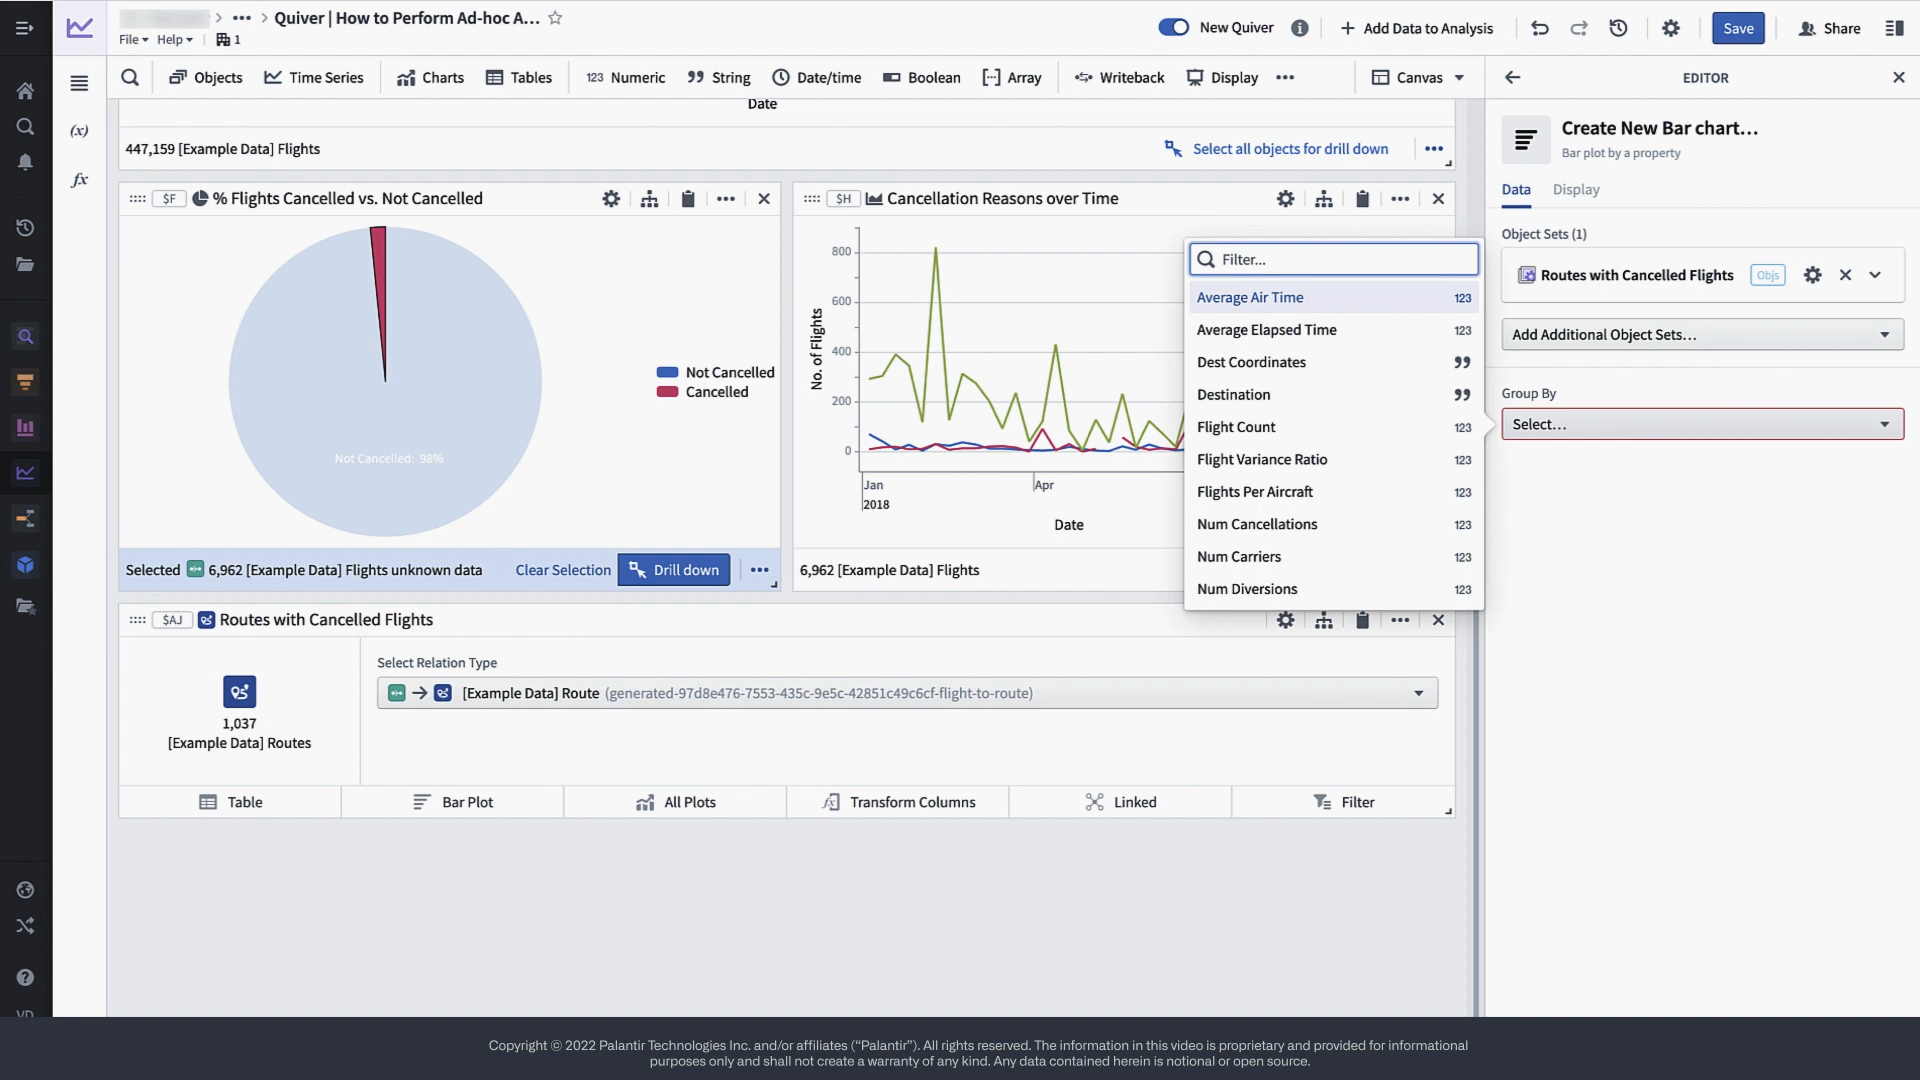 Quiver | How to Perform Ad-hoc A...
File Help 1
New Quiver
Add Data to Analysis
Save
Share
Objects Time Series Charts Tables 123 Numeric String Date/time Boolean Array Writeback Display Canvas
EDITOR
(x)
fx
Date
447,159 [Example Data] Flights
Select all objects for drill down
$F % Flights Cancelled vs. Not Cancelled
Not Cancelled
Cancelled
Not Cancelled: 98%
Selected 6,962 [Example Data] Flights unknown data
Clear Selection
Drill down
$H Cancellation Reasons over Time
No. of Flights
800
600
400
200
0
Jan
2018
Apr
Date
6,962 [Example Data] Flights
Filter...
Average Air Time 123
Average Elapsed Time 123
Dest Coordinates
Destination
Flight Count 123
Flight Variance Ratio 123
Flights Per Aircraft 123
Num Cancellations 123
Num Carriers 123
Num Diversions 123
$AJ Routes with Cancelled Flights
1,037
[Example Data] Routes
Select Relation Type
[Example Data] Route (generated-97d8e476-7553-435c-9e5c-42851c49c6cf-flight-to-route)
Table Bar Plot All Plots Transform Columns Linked Filter
Create New Bar chart...
Bar plot by a property
Data Display
Object Sets (1)
Routes with Cancelled Flights Objs
Add Additional Object Sets...
Group By
Select...
Copyright © 2022 Palantir Technologies Inc. and/or affiliates (“Palantir”). All rights reserved. The information in this video is proprietary and provided for informational
purposes only and shall not create a warranty of any kind. Any data contained herein is notional or open source.